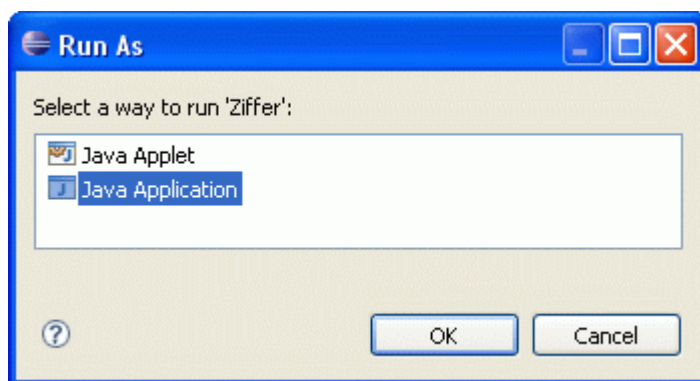 Run As
Select a way to run 'Ziffer':
Java Applet
Java Application
OK Cancel